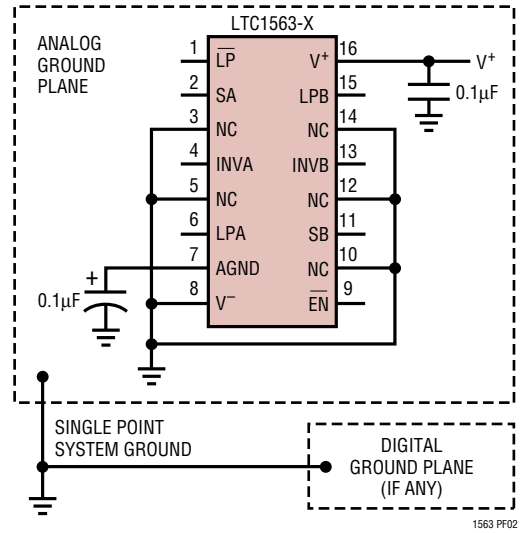 LTC1563-X
ANALOG
GROUND
PLANE
1
L̅P̅
2
SA
3
NC
4
INVA
5
NC
6
LPA
7
AGND
8
V⁻
16
V⁺
15
LPB
14
NC
13
INVB
12
NC
11
SB
10
NC
9
E̅N̅
V⁺
0.1µF
+
0.1µF
SINGLE POINT
SYSTEM GROUND
DIGITAL
GROUND PLANE
(IF ANY)
1563 PF02